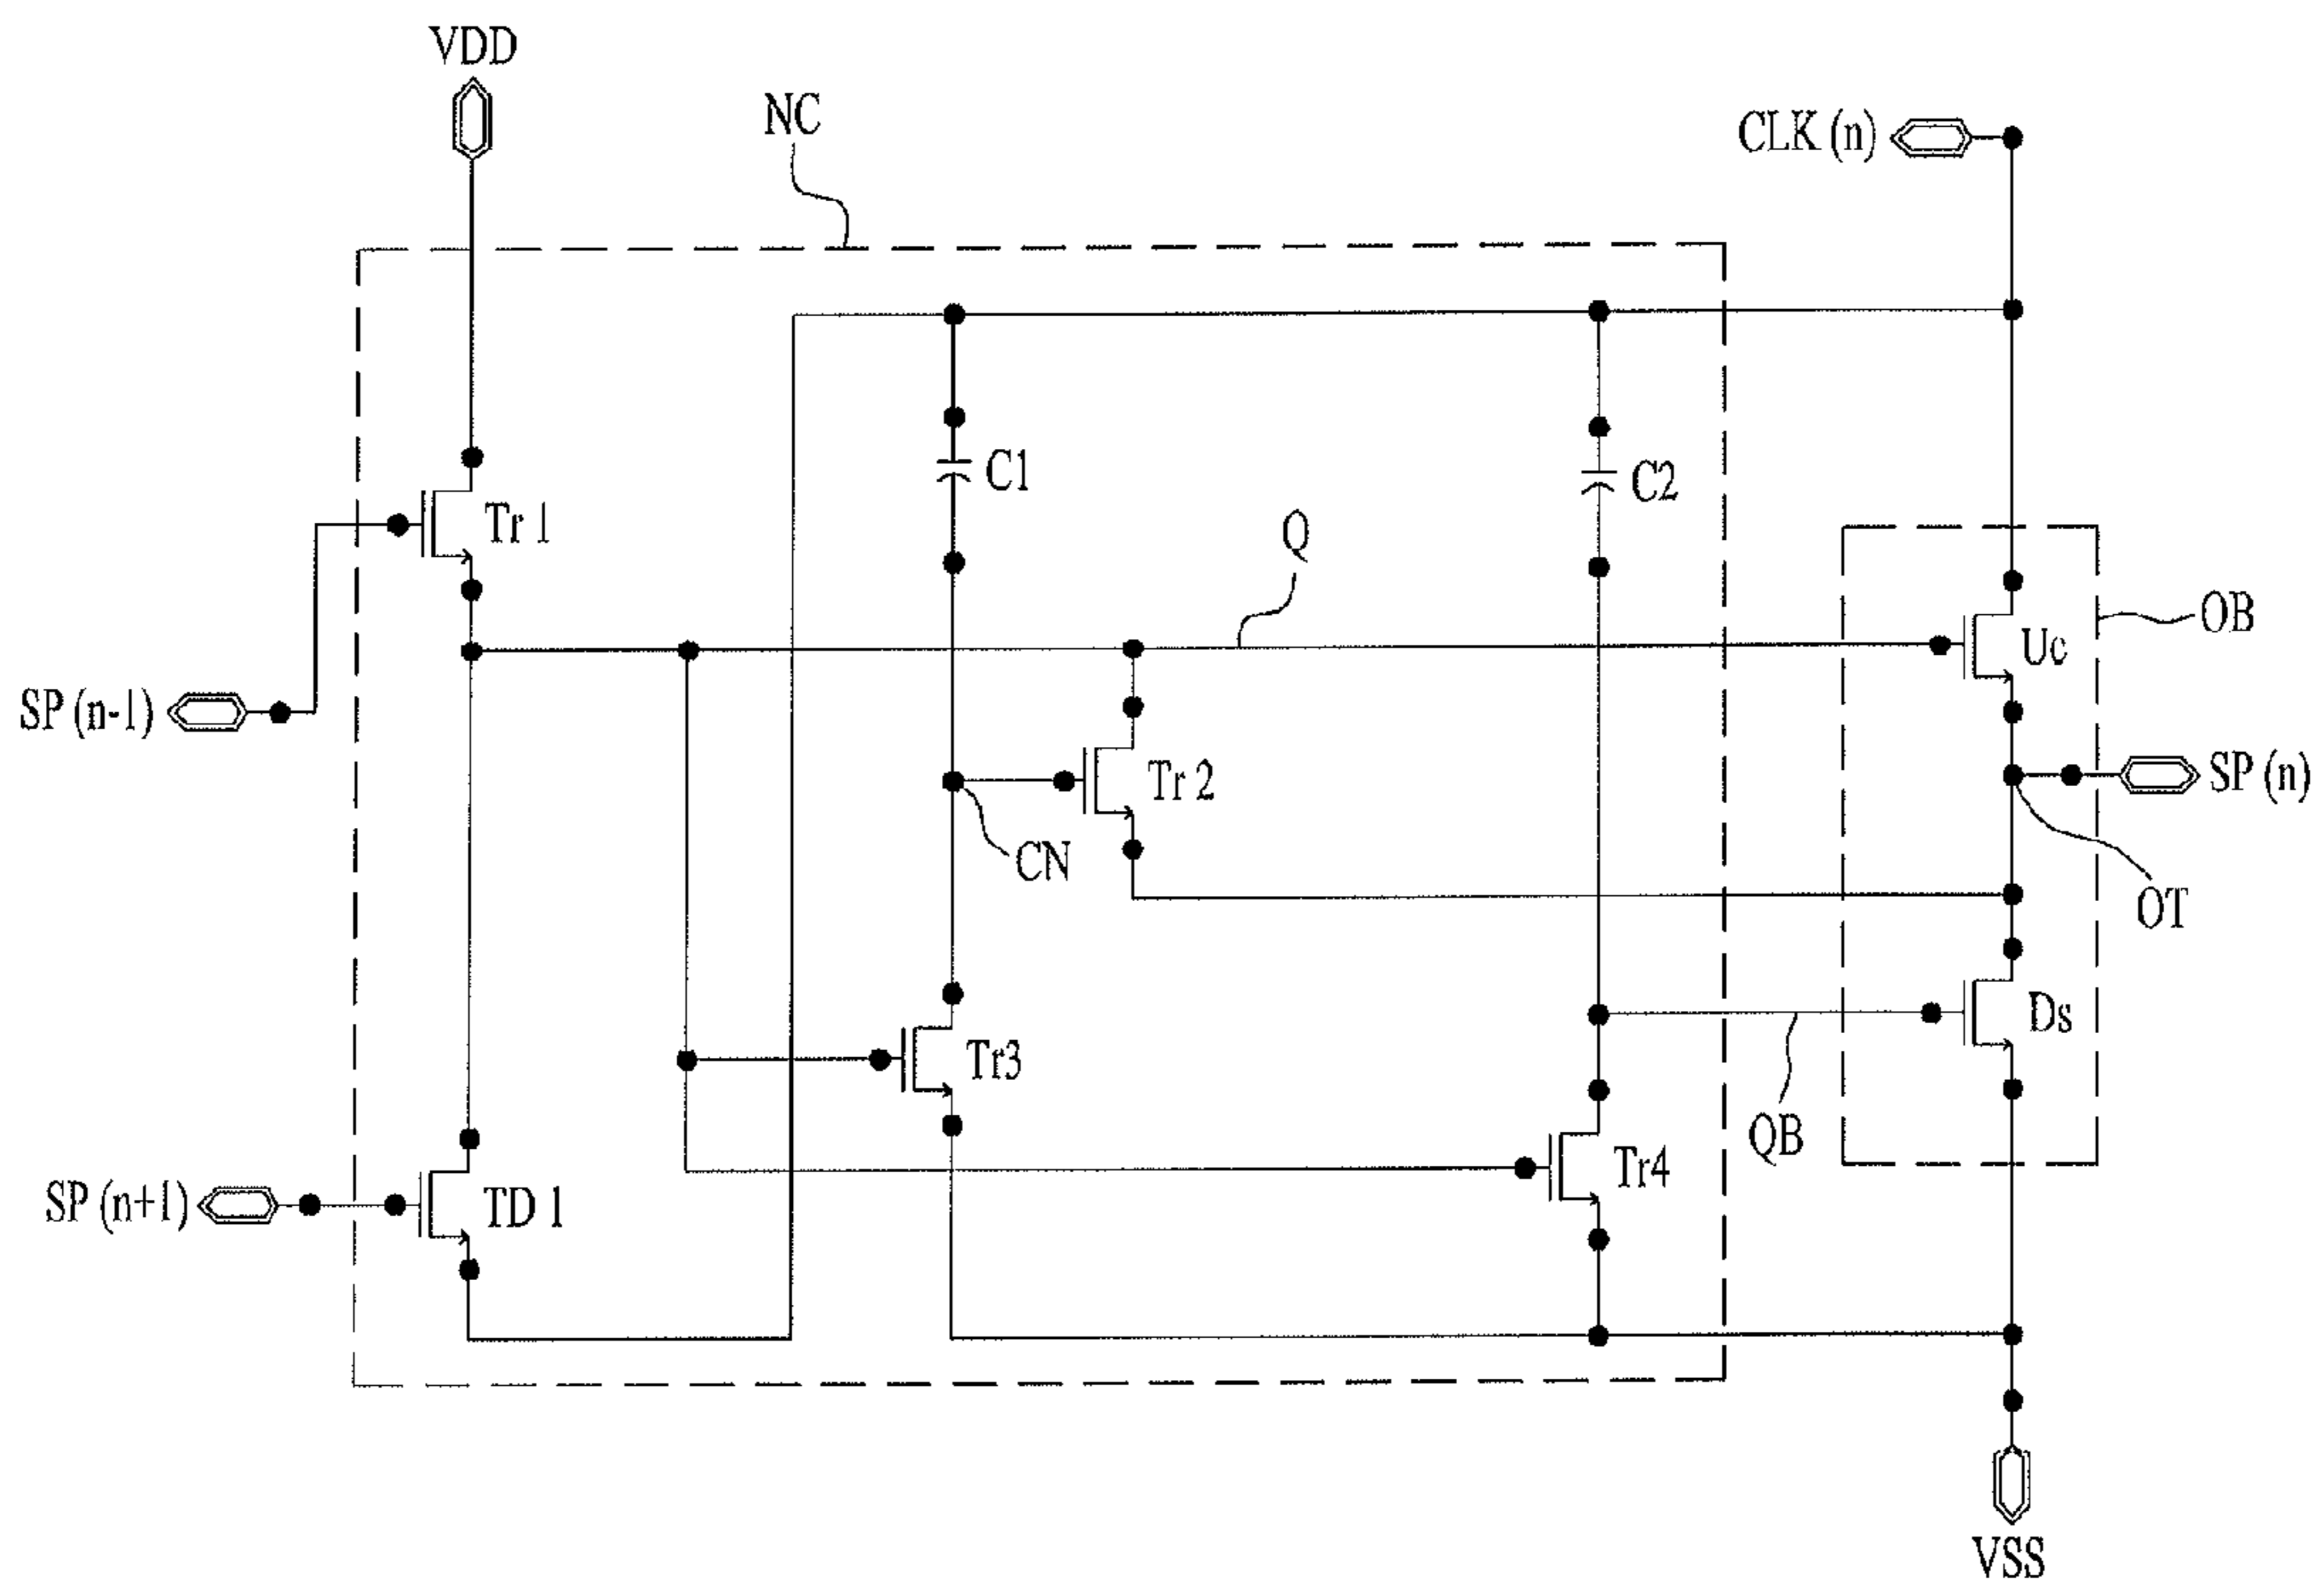 VDD
NC
CLK (n)
Tr 1
C1
C2
Q
OB
Uc
SP (n-1)
Tr 2
SP (n)
CN
OT
Ds
Tr3
QB
Tr4
SP (n+1)
TD 1
VSS